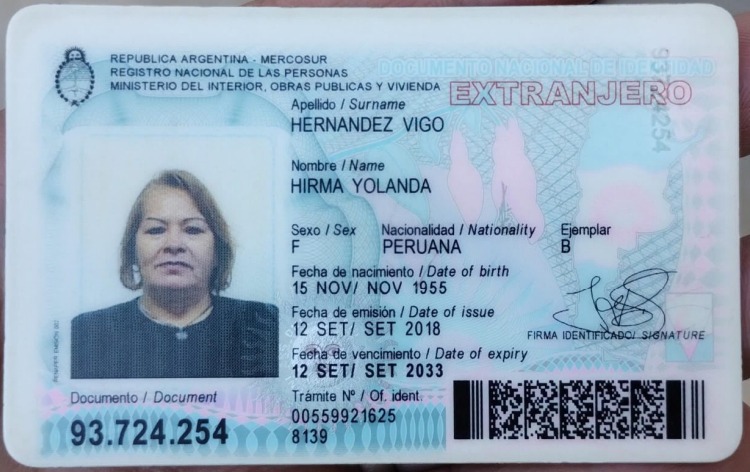 REPUBLICA ARGENTINA - MERCOSUR
REGISTRO NACIONAL DE LAS PERSONAS
MINISTERIO DEL INTERIOR, OBRAS PUBLICAS Y VIVIENDA
DOCUMENTO NACIONAL DE IDENTIDAD
EXTRANJERO
Apellido / Surname
HERNANDEZ VIGO
Nombre / Name
HIRMA YOLANDA
Sexo / Sex Nacionalidad / Nationality Ejemplar
F PERUANA B
Fecha de nacimiento / Date of birth
15 NOV/ NOV 1955
Fecha de emisión / Date of issue
12 SET/ SET 2018
FIRMA IDENTIFICADO/ SIGNATURE
Fecha de vencimiento / Date of expiry
12 SET/ SET 2033
Documento / Document
93.724.254
Trámite Nº / Of. ident.
00559921625
8139